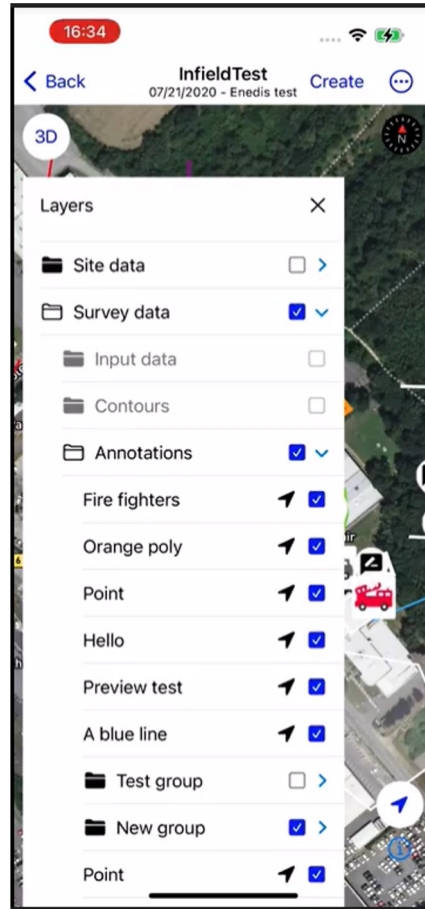 16:34
Back
InfieldTest
07/21/2020 - Enedis test
Create
3D
N
Layers
Site data
Survey data
Input data
Contours
Annotations
Fire fighters
Orange poly
Point
Hello
Preview test
A blue line
Test group
New group
Point